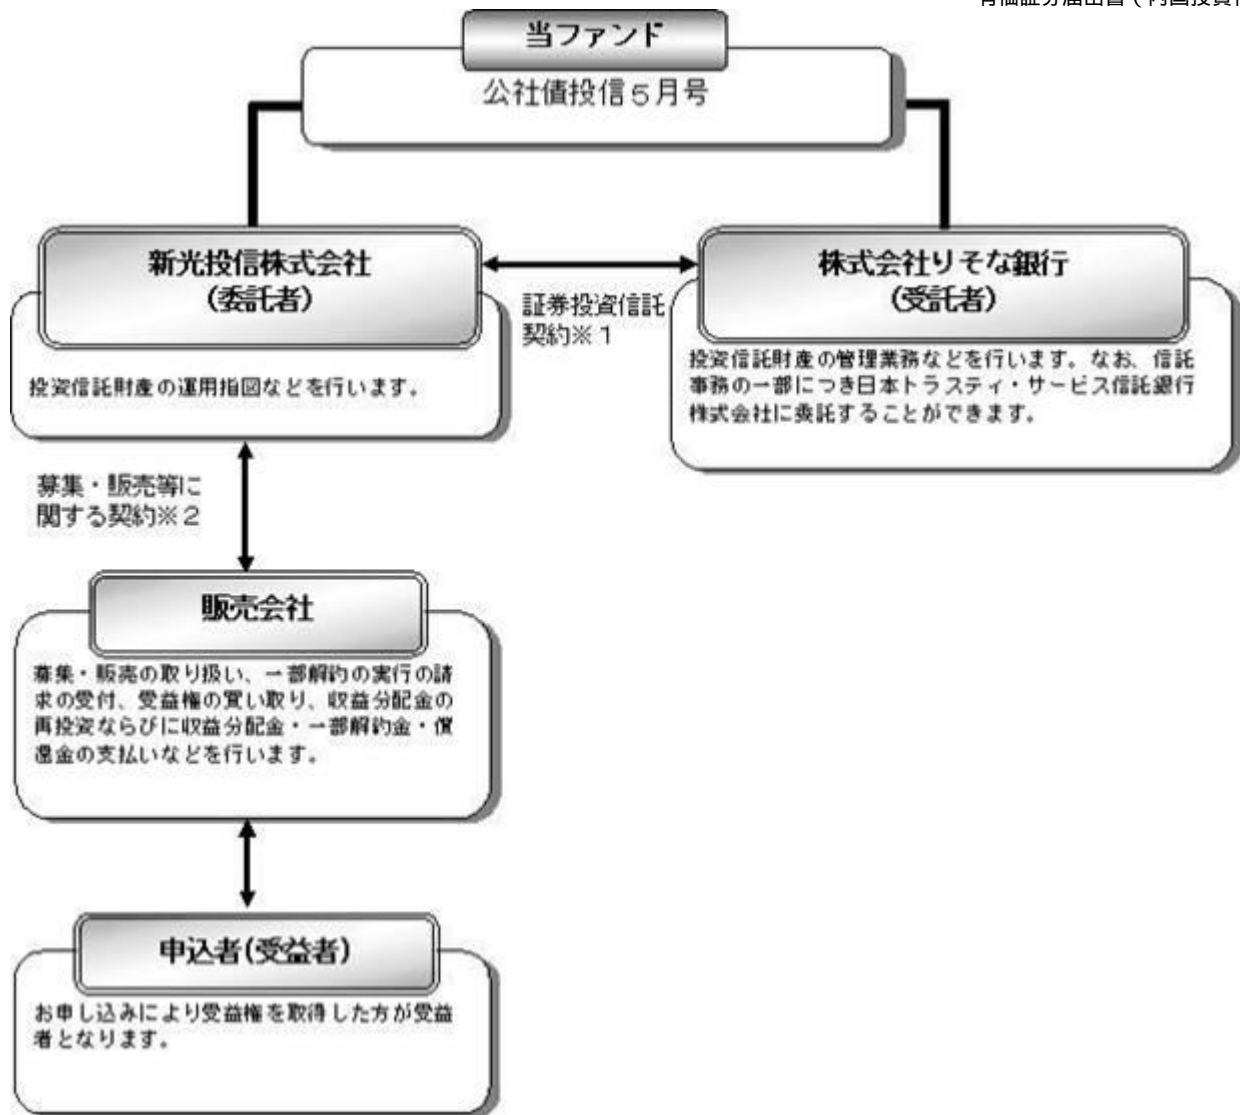 有価証券届出書(内国投資信
当ファンド
公社債投信5月号
新光投信株式会社
(委託者)
投資信託財産の運用指図などを行います。
証券投資信託
契約※1
株式会社りそな銀行
(受託者)
投資信託財産の管理業務などを行います。なお、信託
事務の一部につき日本トラスティ・サービス信託銀行
株式会社に委託することができます。
募集・販売等に
関する契約※2
販売会社
募集・販売の取り扱い、一部解約の実行の請
求の受付、受益権の買い取り、収益分配金の
再投資ならびに収益分配金・一部解約金・償
還金の支払いなどを行います。
申込者(受益者)
お申し込みにより受益権を取得した方が受益
者となります。